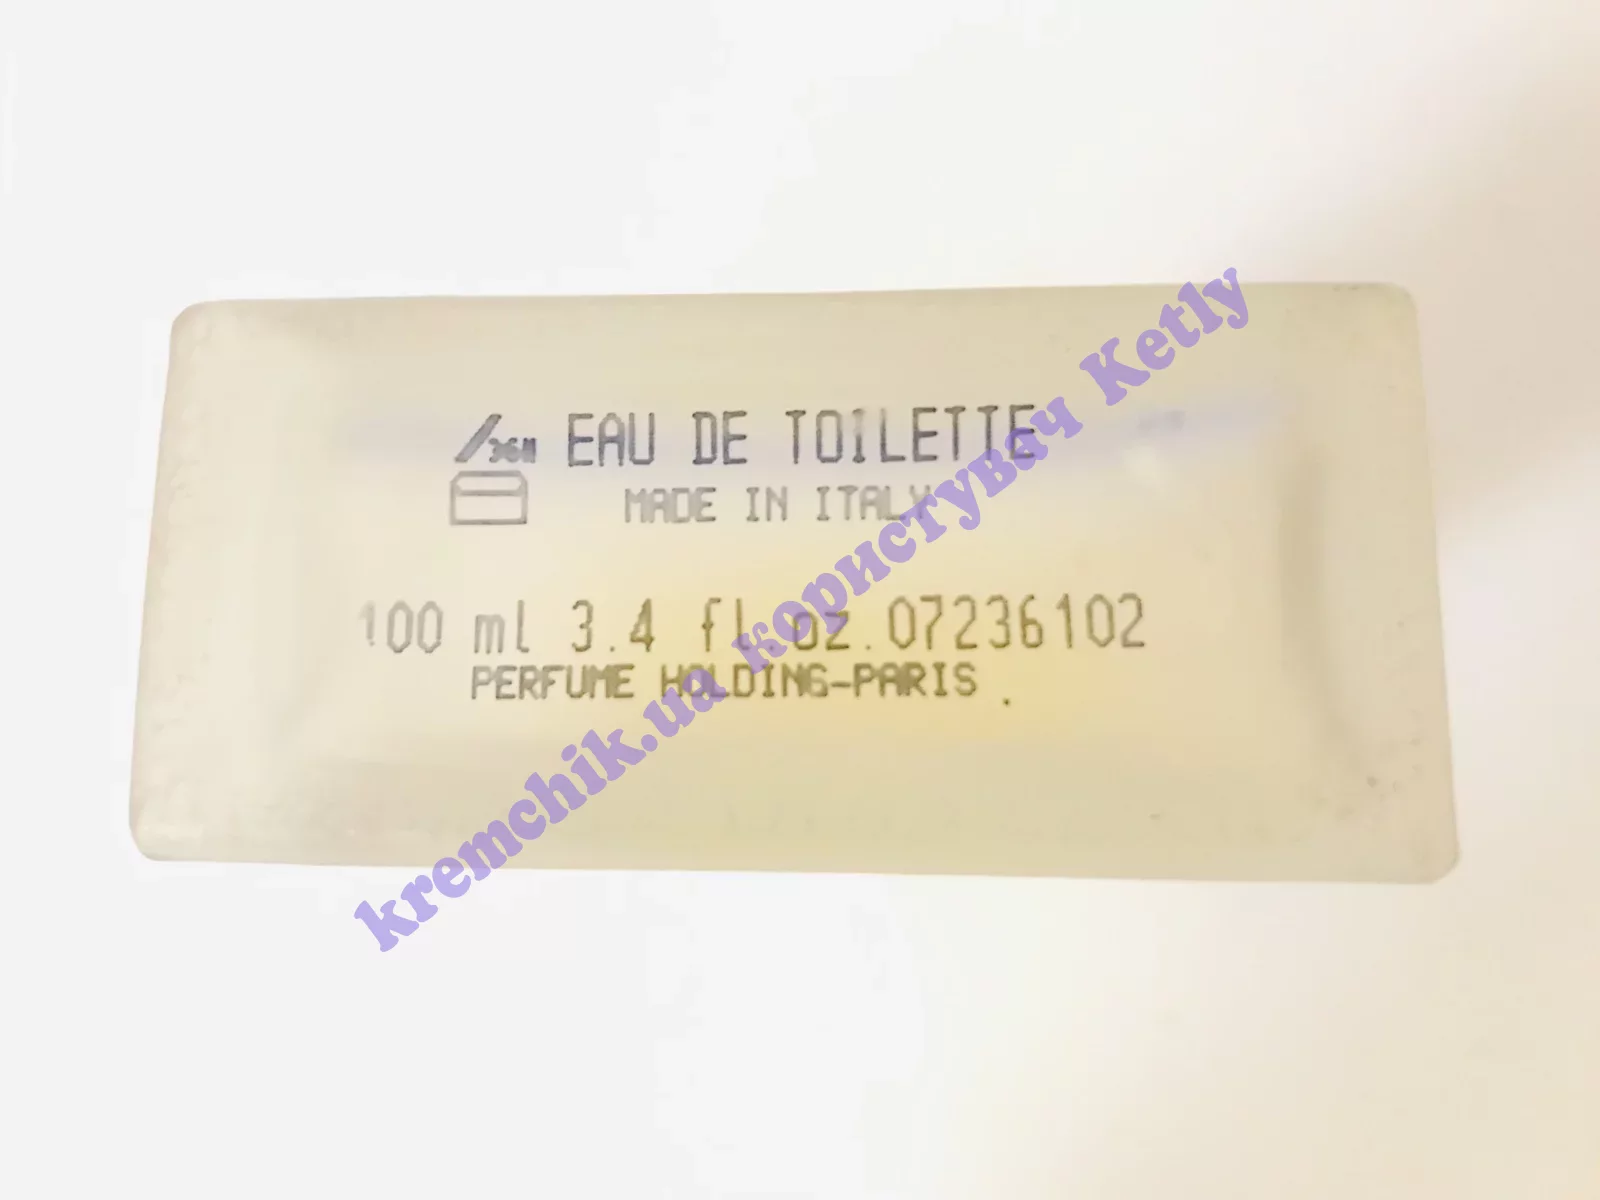 36M EAU DE TOILETTE
MADE IN ITALY
100 ml 3.4 fl.oz.07236102
PERFUME HOLDING-PARIS
kremchik.ua користувач Ketly